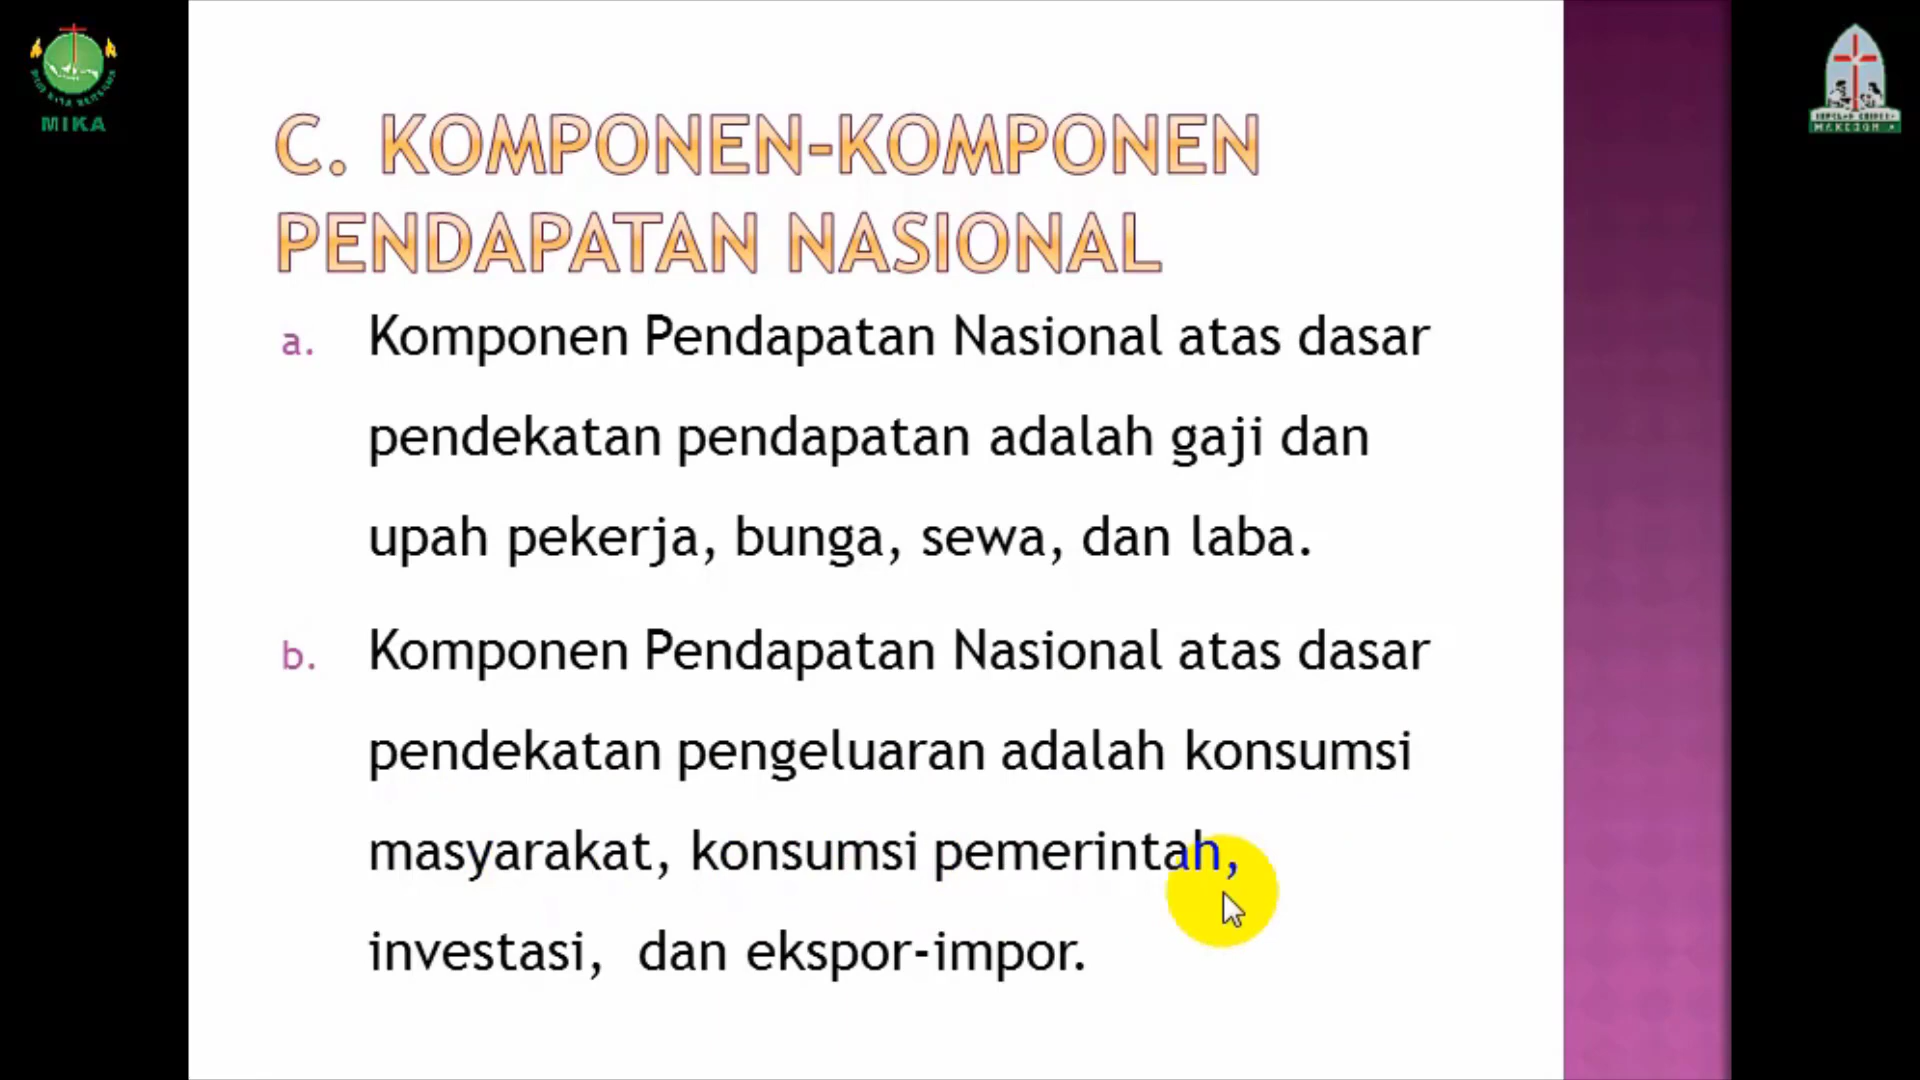 C. KOMPONEN-KOMPONEN
PENDAPATAN NASIONAL
a. Komponen Pendapatan Nasional atas dasar
pendekatan pendapatan adalah gaji dan
upah pekerja, bunga, sewa, dan laba.
b. Komponen Pendapatan Nasional atas dasar
pendekatan pengeluaran adalah konsumsi
masyarakat, konsumsi pemerintah,
investasi, dan ekspor-impor.
MIKA